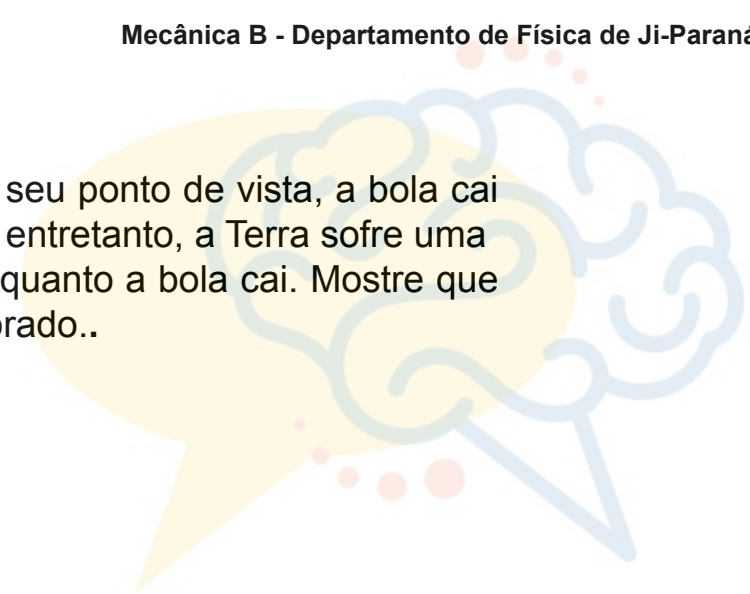 Mecânica B - Departamento de Física de Ji-Paraná
seu ponto de vista, a bola cai
entretanto, a Terra sofre uma
quanto a bola cai. Mostre que
orado..